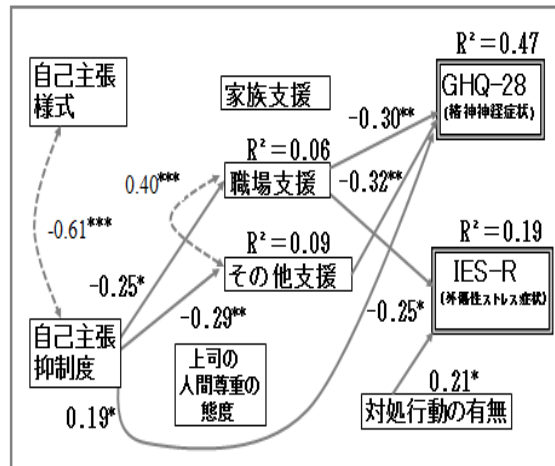 R²＝0.47
自己主張
様式
家族支援
GHQ-28
(精神神経症状)
-0.30**
R²＝0.06
0.40***
職場支援
-0.32**
R²＝0.19
-0.61***
R²＝0.09
その他支援
IES-R
(外傷性ストレス症状)
-0.25*
-0.25*
-0.29**
自己主張
抑制度
上司の
人間尊重の
態度
0.21*
0.19*
対処行動の有無